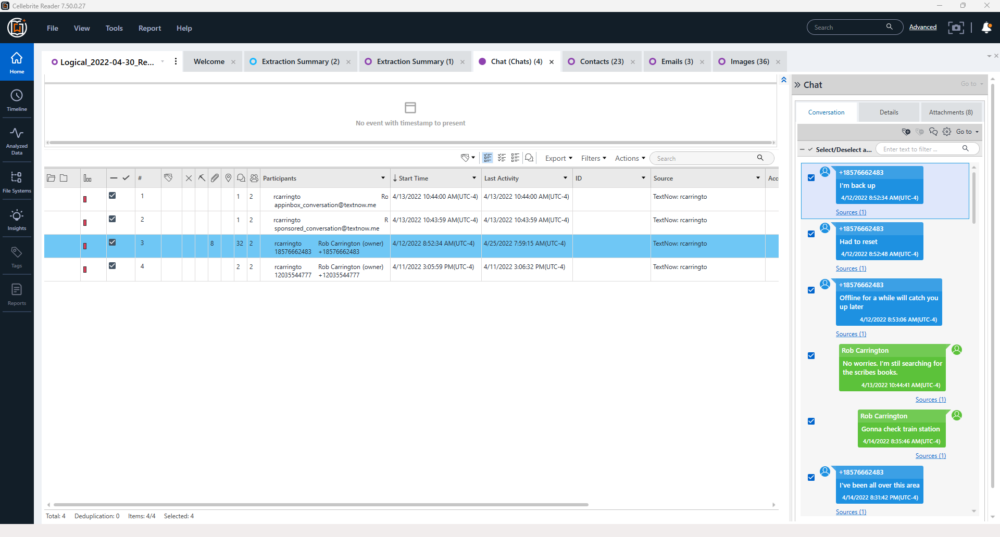 Cellebrite Reader 7.50.0.27
File View Tools Report Help
Search Advanced
Home
Timeline
Analyzed
Data
File Systems
Insights
Tags
Reports
Logical_2022-04-30_Re... Welcome Extraction Summary (2) Extraction Summary (1) Chat (Chats) (4) Contacts (23) Emails (3) Images (36)
No event with timestamp to present
Export Filters Actions Search
# Participants Start Time Last Activity ID Source Acc
1 1 2 rcarringto Ro 4/13/2022 10:44:00 AM(UTC-4) 4/13/2022 10:44:00 AM(UTC-4) TextNow: rcarringto
appinbox_conversation@textnow.me
2 1 2 rcarringto R 4/13/2022 10:43:59 AM(UTC-4) 4/13/2022 10:43:59 AM(UTC-4) TextNow: rcarringto
sponsored_conversation@textnow.me
3 8 32 2 rcarringto Rob Carrington (owner) 4/12/2022 8:52:34 AM(UTC-4) 4/25/2022 7:59:15 AM(UTC-4) TextNow: rcarringto
18576662483 +18576662483
4 2 2 rcarringto Rob Carrington (owner) 4/11/2022 3:05:59 PM(UTC-4) 4/11/2022 3:06:32 PM(UTC-4) TextNow: rcarringto
12035544777 +12035544777
Total: 4 Deduplication: 0 Items: 4/4 Selected: 4
Chat Go to
Conversation Details Attachments (8)
Go to
Select/Deselect a... Enter text to filter ...
+18576662483
I'm back up
4/12/2022 8:52:34 AM(UTC-4)
Sources (1)
+18576662483
Had to reset
4/12/2022 8:52:48 AM(UTC-4)
Sources (1)
+18576662483
Offline for a while will catch you
up later
4/12/2022 8:53:06 AM(UTC-4)
Sources (1)
Rob Carrington
No worries. I'm stil searching for
the scribes books.
4/13/2022 10:44:41 AM(UTC-4)
Sources (1)
Rob Carrington
Gonna check train station
4/14/2022 8:35:46 AM(UTC-4)
Sources (1)
+18576662483
I've been all over this area
4/14/2022 8:31:42 PM(UTC-4)
Sources (1)